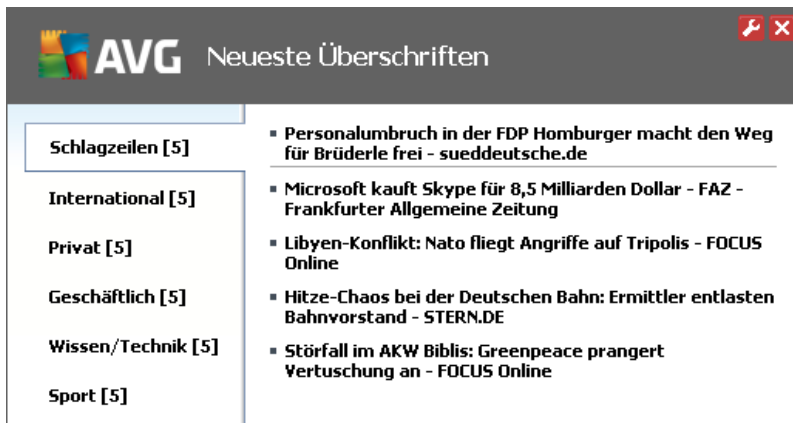 AVG Neueste Überschriften
Schlagzeilen [5]
International [5]
Privat [5]
Geschäftlich [5]
Wissen/Technik [5]
Sport [5]
Personalumbruch in der FDP Homburger macht den Weg
für Brüderle frei - sueddeutsche.de
Microsoft kauft Skype für 8,5 Milliarden Dollar - FAZ -
Frankfurter Allgemeine Zeitung
Libyen-Konflikt: Nato fliegt Angriffe auf Tripolis - FOCUS
Online
Hitze-Chaos bei der Deutschen Bahn: Ermittler entlasten
Bahnvorstand - STERN.DE
Störfall im AKW Biblis: Greenpeace prangert
Vertuschung an - FOCUS Online